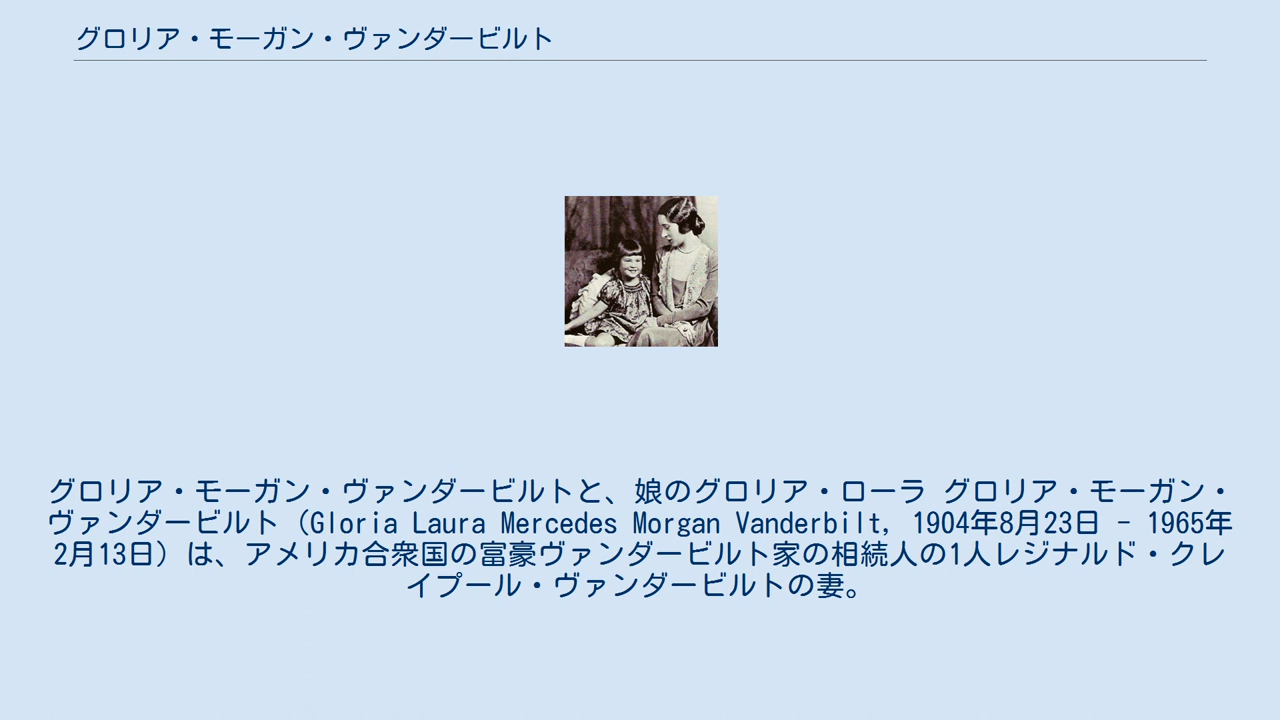 グロリア・モーガン・ヴァンダービルト
グロリア・モーガン・ヴァンダービルトと、娘のグロリア・ローラ グロリア・モーガン・
ヴァンダービルト（Gloria Laura Mercedes Morgan Vanderbilt, 1904年8月23日 - 1965年
2月13日）は、アメリカ合衆国の富豪ヴァンダービルト家の相続人の1人レジナルド・クレ
イプール・ヴァンダービルトの妻。